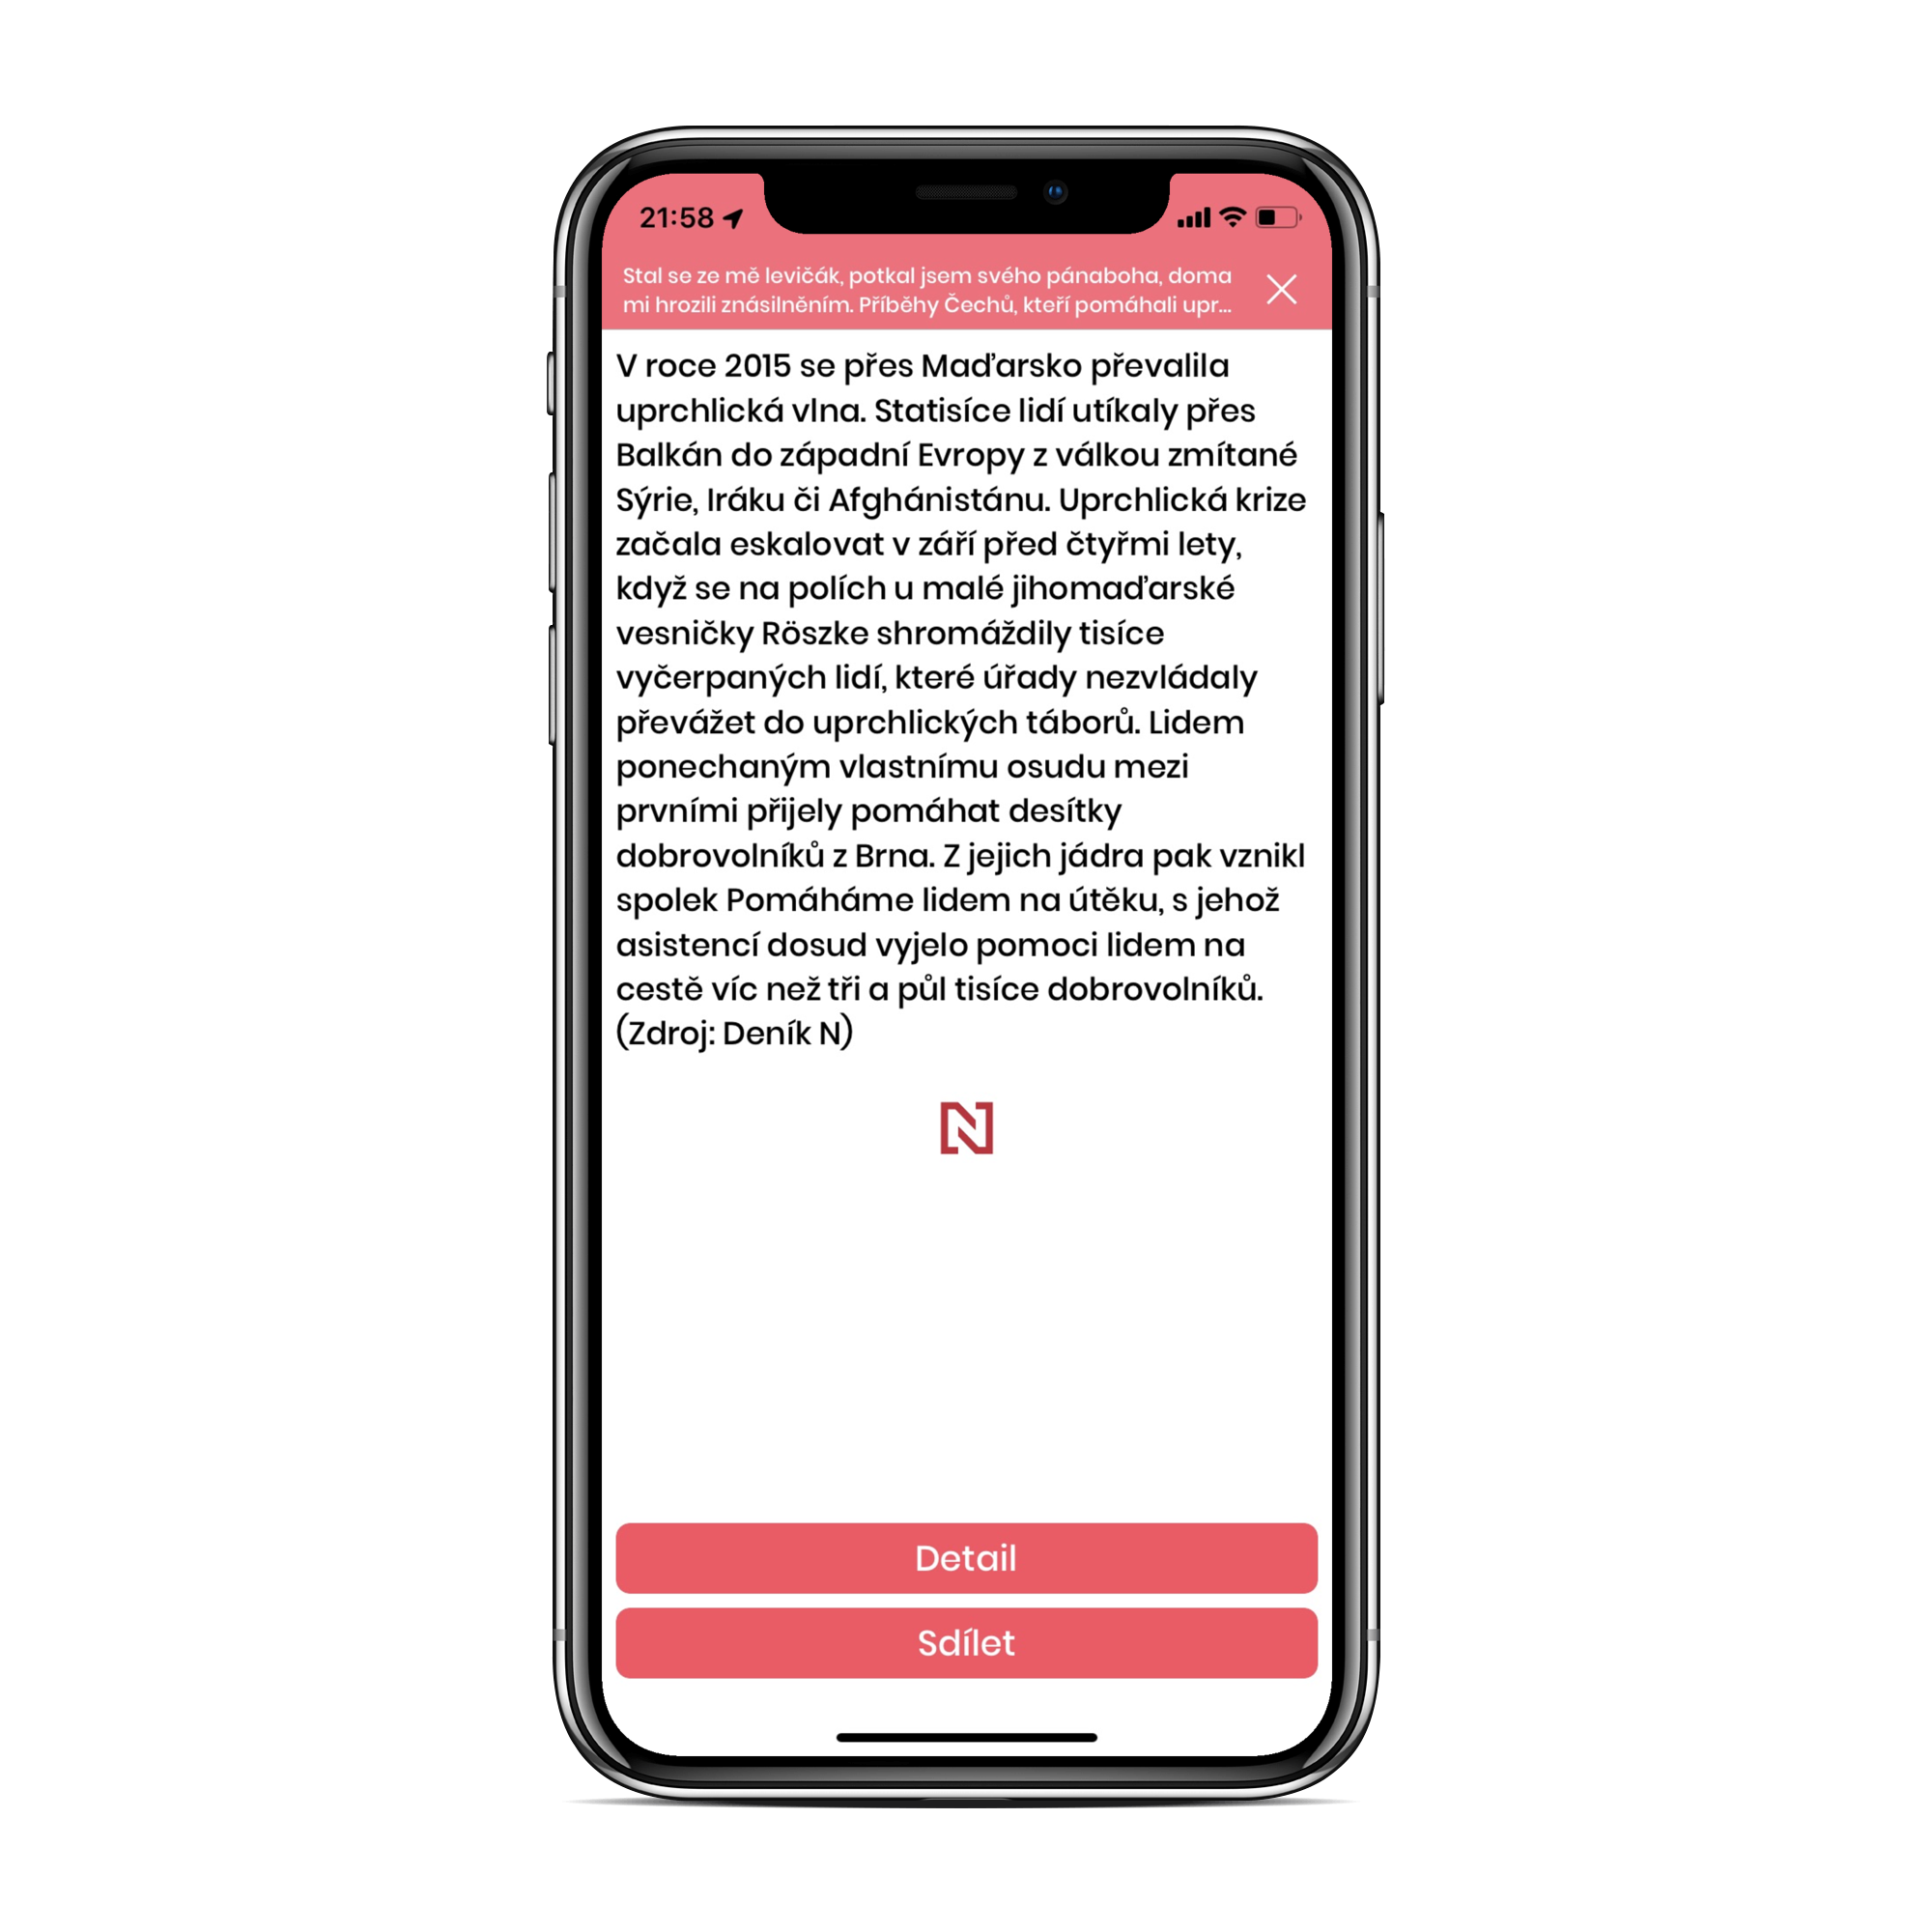 21:58
Stal se ze mě levičák, potkal jsem svého pánaboha, doma
mi hrozili znásilněním. Příběhy Čechů, kteří pomáhali upr...
V roce 2015 se přes Maďarsko převalila
uprchlická vlna. Statisíce lidí utíkaly přes
Balkán do západní Evropy z válkou zmítané
Sýrie, Iráku či Afghánistánu. Uprchlická krize
začala eskalovat v září před čtyřmi lety,
když se na polích u malé jihomaďarské
vesničky Röszke shromáždily tisíce
vyčerpaných lidí, které úřady nezvládaly
převážet do uprchlických táborů. Lidem
ponechaným vlastnímu osudu mezi
prvními přijely pomáhat desítky
dobrovolníků z Brna. Z jejich jádra pak vznikl
spolek Pomáháme lidem na útěku, s jehož
asistencí dosud vyjelo pomoci lidem na
cestě víc než tři a půl tisíce dobrovolníků.
(Zdroj: Deník N)
N
Detail
Sdílet